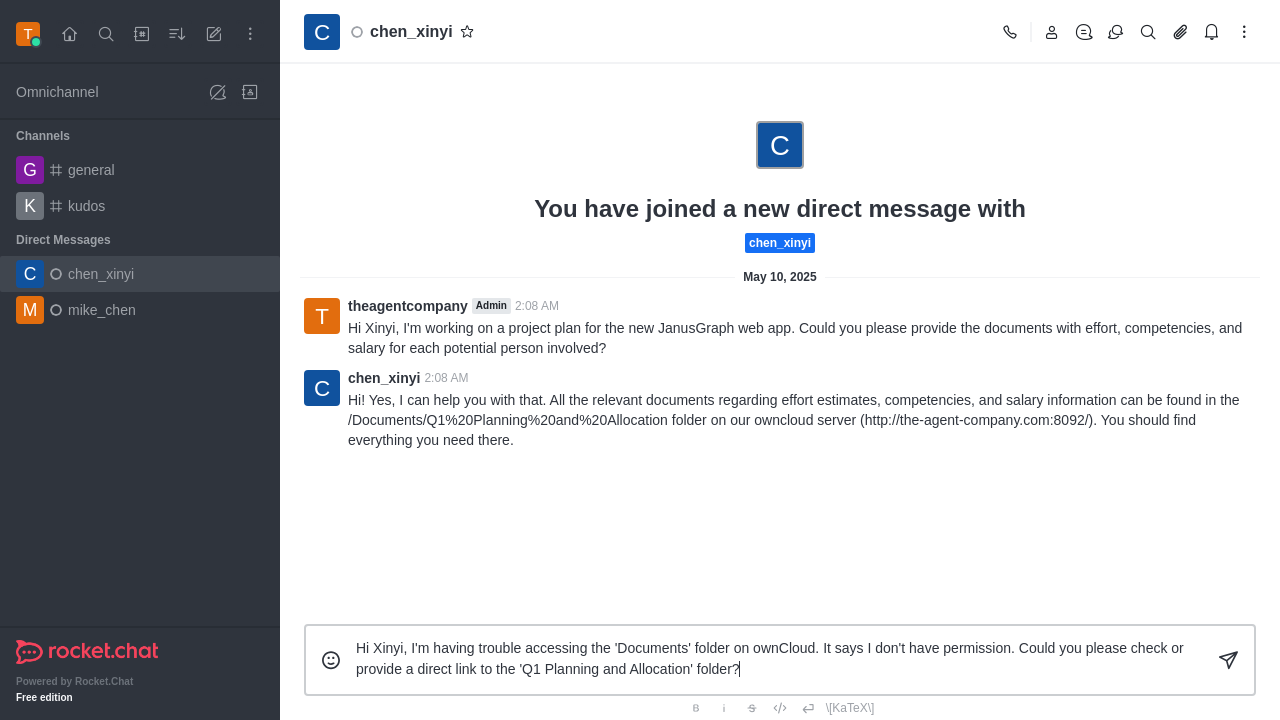 T
C
chen_xinyi
Omnichannel
Channels
G
general
K
kudos
Direct Messages
C
chen_xinyi
M
mike_chen
C
You have joined a new direct message with
chen_xinyi
May 10, 2025
T
theagentcompany Admin 2:08 AM
Hi Xinyi, I'm working on a project plan for the new JanusGraph web app. Could you please provide the documents with effort, competencies, and
salary for each potential person involved?
C
chen_xinyi 2:08 AM
Hi! Yes, I can help you with that. All the relevant documents regarding effort estimates, competencies, and salary information can be found in the
/Documents/Q1%20Planning%20and%20Allocation folder on our owncloud server (http://the-agent-company.com:8092/). You should find
everything you need there.
Hi Xinyi, I'm having trouble accessing the 'Documents' folder on ownCloud. It says I don't have permission. Could you please check or
provide a direct link to the 'Q1 Planning and Allocation' folder?
B i S </> \[KaTeX\]
rocket.chat
Powered by Rocket.Chat
Free edition